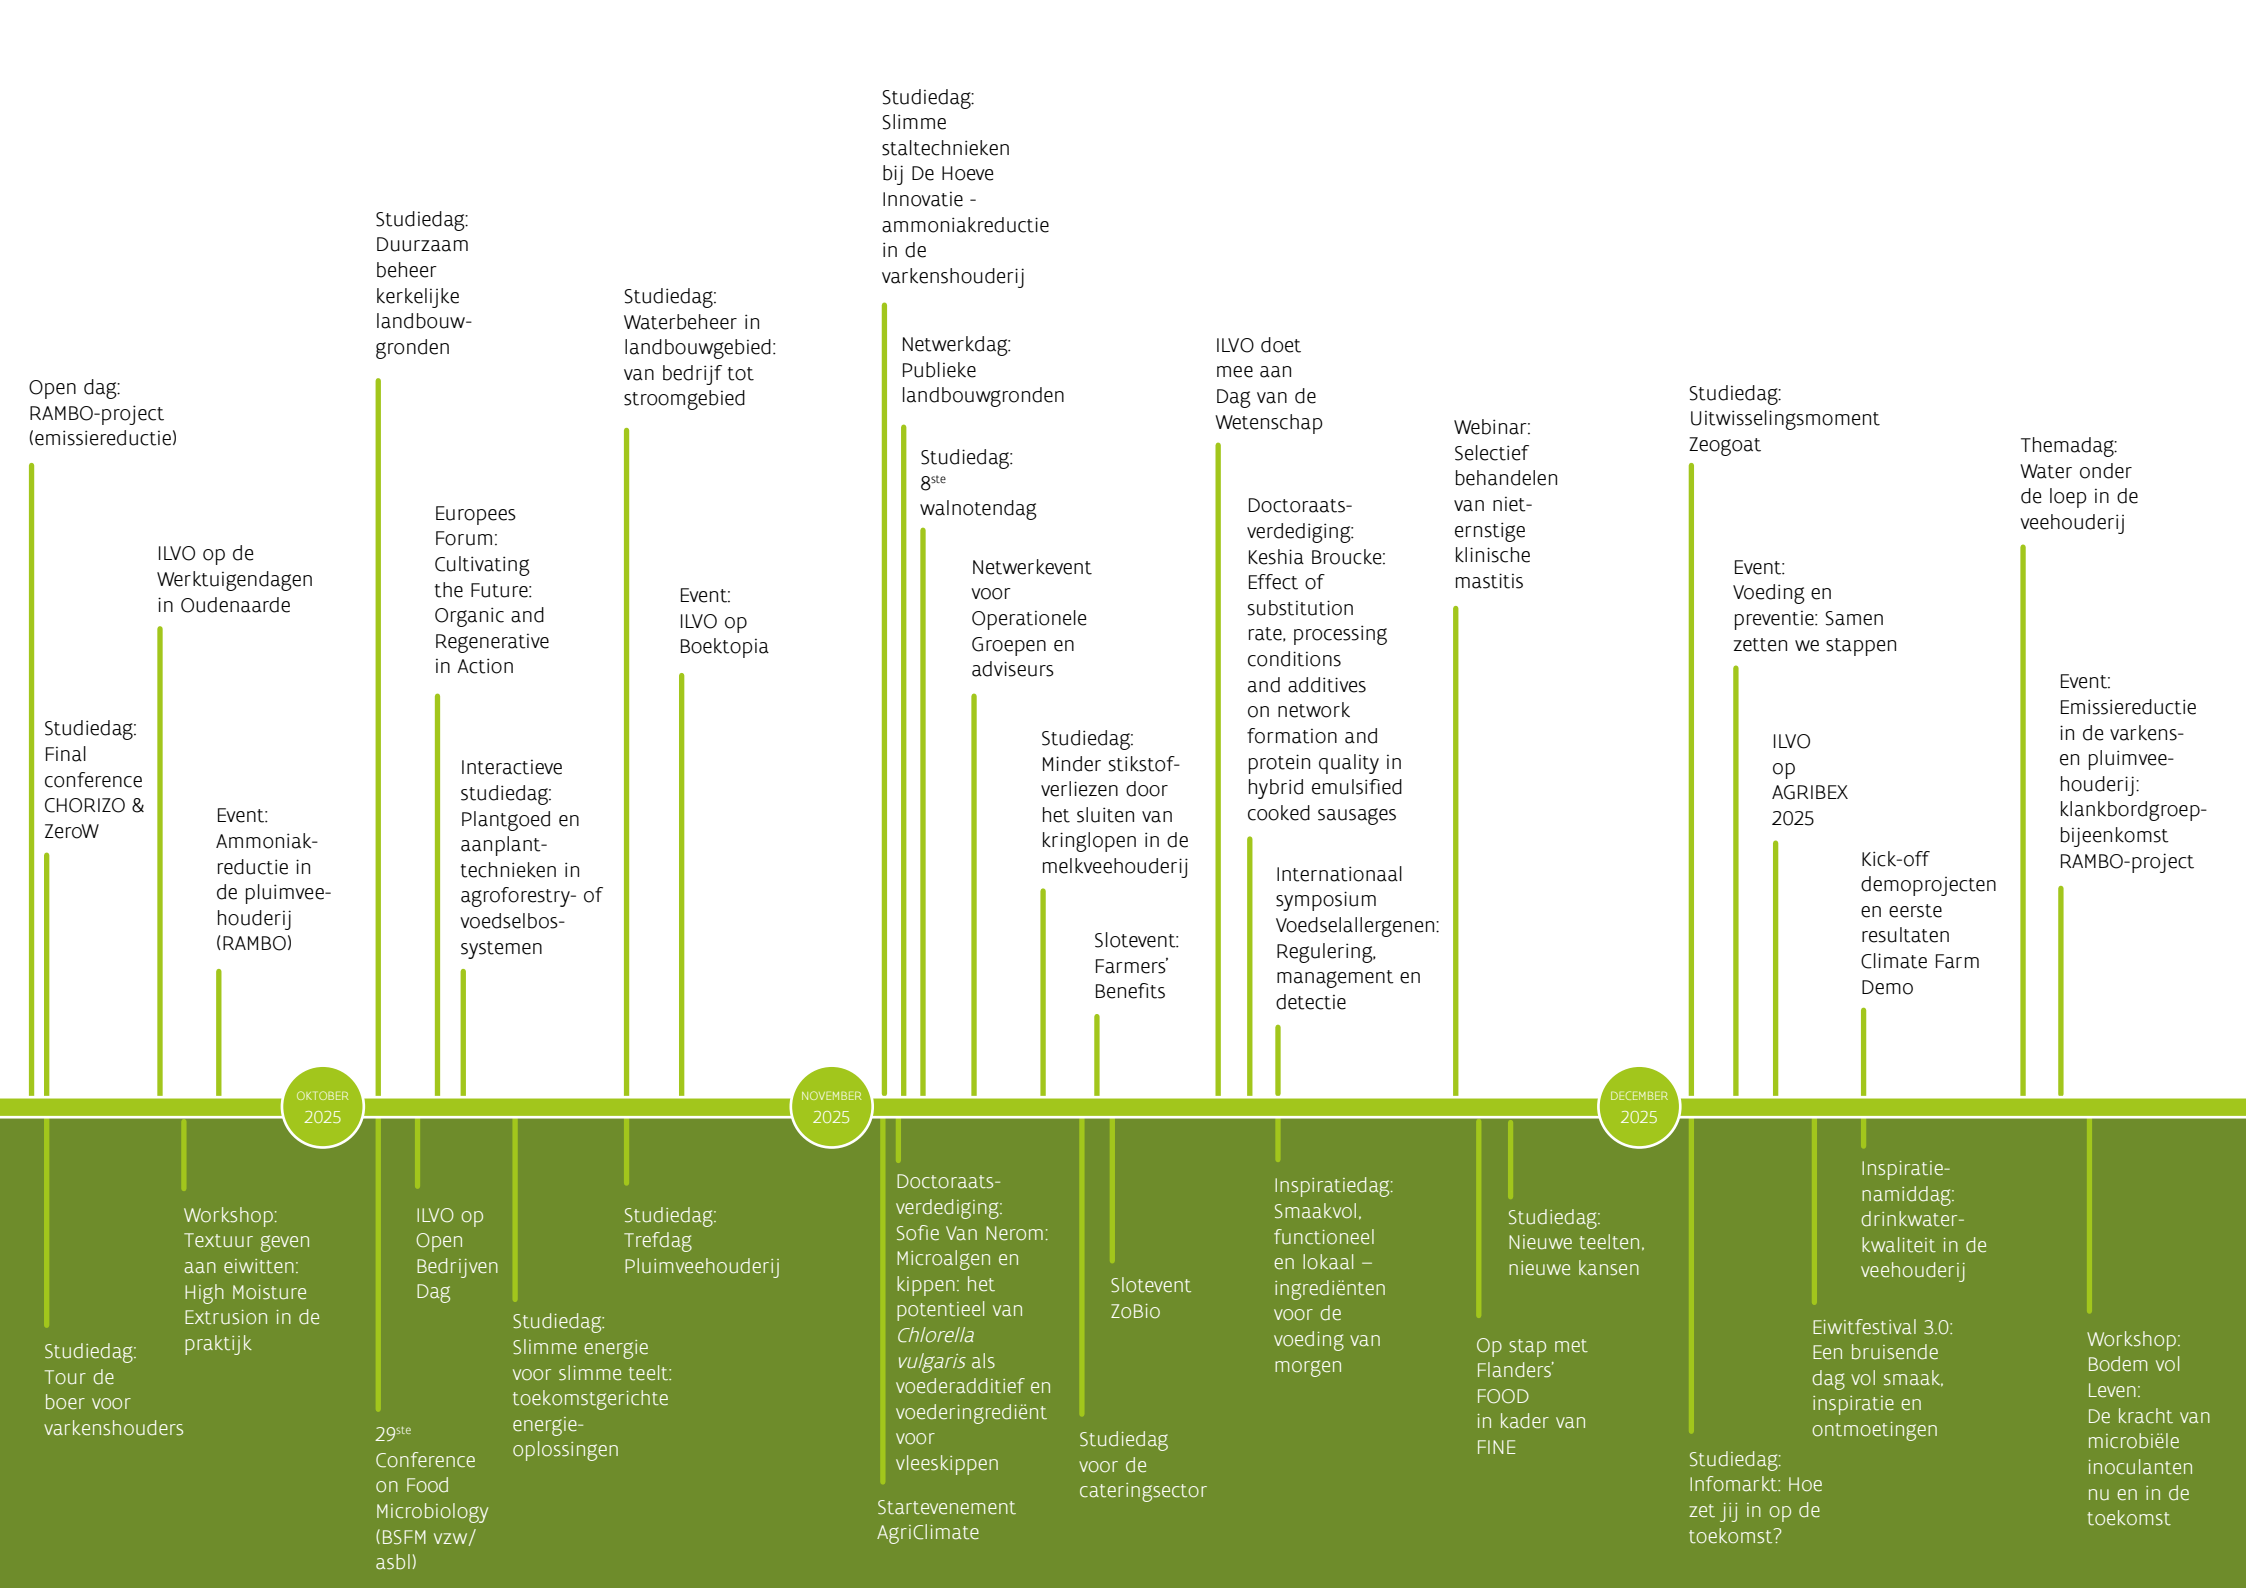 Open dag:
RAMBO-project
(emissiereductie)
Studiedag:
Final
conference
CHORIZO &
ZeroW
ILVO op de
Werktuigendagen
in Oudenaarde
Event:
Ammoniak-
reductie in
de pluimvee-
houderij
(RAMBO)
Studiedag:
Duurzaam
beheer
kerkelijke
landbouw-
gronden
Europees
Forum:
Cultivating
the Future:
Organic and
Regenerative
in Action
Interactieve
studiedag:
Plantgoed en
aanplant-
technieken in
agroforestry- of
voedselbos-
systemen
Studiedag:
Waterbeheer in
landbouwgebied:
van bedrijf tot
stroomgebied
Event:
ILVO op
Boektopia
Studiedag:
Slimme
staltechnieken
bij De Hoeve
Innovatie -
ammoniakreductie
in de
varkenshouderij
Netwerkdag:
Publieke
landbouwgronden
Studiedag:
8ste
walnotendag
Netwerkevent
voor
Operationele
Groepen en
adviseurs
Studiedag:
Minder stikstof-
verliezen door
het sluiten van
kringlopen in de
melkveehouderij
Slotevent:
Farmers’
Benefits
ILVO doet
mee aan
Dag van de
Wetenschap
Doctoraats-
verdediging:
Keshia Broucke:
Effect of
substitution
rate, processing
conditions
and additives
on network
formation and
protein quality in
hybrid emulsified
cooked sausages
Internationaal
symposium
Voedselallergenen:
Regulering,
management en
detectie
Webinar:
Selectief
behandelen
van niet-
ernstige
klinische
mastitis
Studiedag:
Uitwisselingsmoment
Zeogoat
Event:
Voeding en
preventie: Samen
zetten we stappen
ILVO
op
AGRIBEX
2025
Kick-off
demoprojecten
en eerste
resultaten
Climate Farm
Demo
Themadag:
Water onder
de loep in de
veehouderij
Event:
Emissiereductie
in de varkens-
en pluimvee-
houderij:
klankbordgroep-
bijeenkomst
RAMBO-project
OKTOBER
2025
NOVEMBER
2025
DECEMBER
2025
Studiedag:
Tour de
boer voor
varkenshouders
Workshop:
Textuur geven
aan eiwitten:
High Moisture
Extrusion in de
praktijk
29ste
Conference
on Food
Microbiology
(BSFM vzw/
asbl)
ILVO op
Open
Bedrijven
Dag
Studiedag:
Slimme energie
voor slimme teelt:
toekomstgerichte
energie-
oplossingen
Studiedag:
Trefdag
Pluimveehouderij
Startevenement
AgriClimate
Doctoraats-
verdediging:
Sofie Van Nerom:
Microalgen en
kippen: het
potentieel van
Chlorella
vulgaris als
voederadditief en
voederingrediënt
voor
vleeskippen
Studiedag
voor de
cateringsector
Slotevent
ZoBio
Inspiratiedag:
Smaakvol,
functioneel
en lokaal –
ingrediënten
voor de
voeding van
morgen
Op stap met
Flanders’
FOOD
in kader van
FINE
Studiedag:
Nieuwe teelten,
nieuwe kansen
Studiedag:
Infomarkt: Hoe
zet jij in op de
toekomst?
Eiwitfestival 3.0:
Een bruisende
dag vol smaak,
inspiratie en
ontmoetingen
Inspiratie-
namiddag:
drinkwater-
kwaliteit in de
veehouderij
Workshop:
Bodem vol
Leven:
De kracht van
microbiële
inoculanten
nu en in de
toekomst